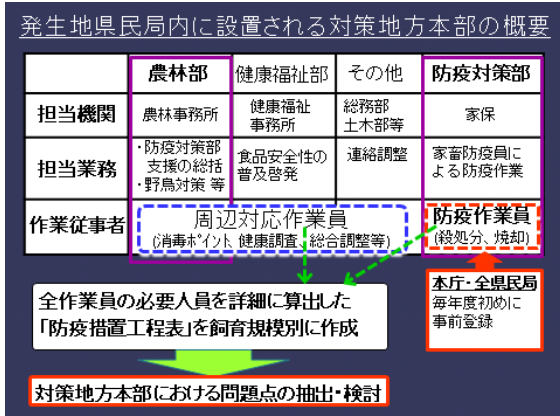 発生地県民局内に設置される対策地方本部の概要
農林部 健康福祉部 その他 防疫対策部
担当機関 農林事務所 健康福祉 総務部 家保
事務所 土木部等
担当業務 ・防疫対策部 食品安全性の 連絡調整 家畜防疫員に
支援の総括 普及啓発 よる防疫作業
・野鳥対策 等
作業従事者 周辺対応作業員 防疫作業員
(消毒ポイント、健康調査、総合調整等) (殺処分、焼却)
本庁・全県民局
毎年度初めに
事前登録
全作業員の必要人員を詳細に算出した
「防疫措置工程表」を飼育規模別に作成
対策地方本部における問題点の抽出・検討